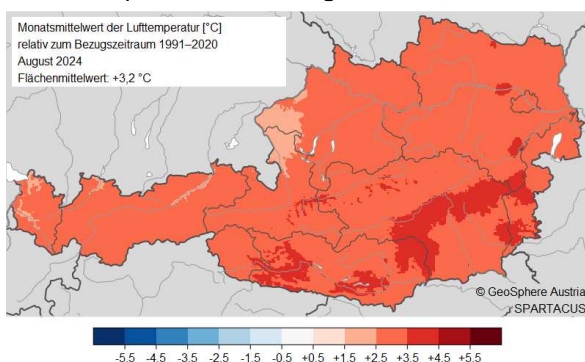 Monatsmittelwert der Lufttemperatur [°C]
relativ zum Bezugszeitraum 1991–2020
August 2024
Flächenmittelwert: +3,2 °C
© GeoSphere Austria
SPARTACUS
-5.5 -4.5 -3.5 -2.5 -1.5 -0.5 +0.5 +1.5 +2.5 +3.5 +4.5 +5.5